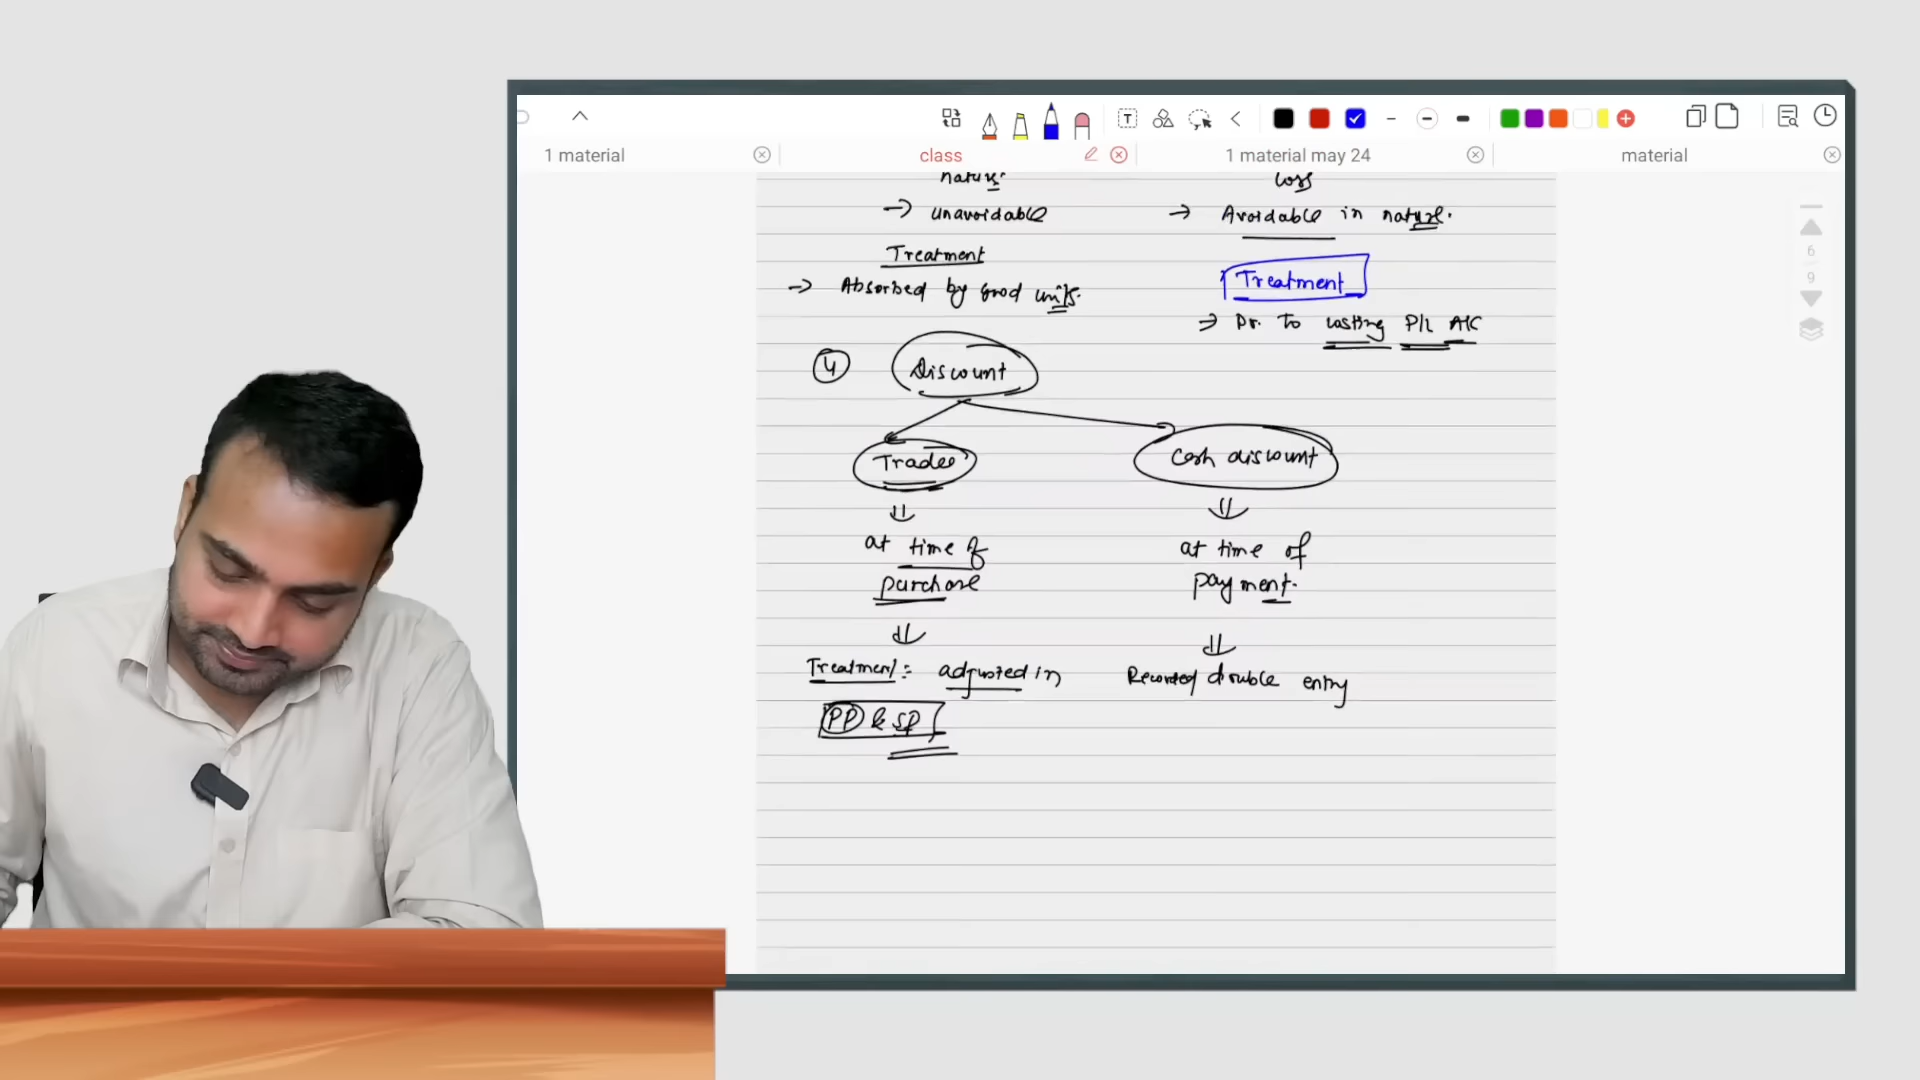 1 material
class
1 material may 24
material
T
6
9
nature.
→ unavoidable
Treatment
→ Absorbed by good units.
loss
→ Avoidable in nature.
Treatment
⇒ Dr. To costing P/L A/C
4 Discount
Trade
at time of
purchase
Treatment: adjusted in
PP & SP
Cash discount
at time of
payment.
Recorded double entry